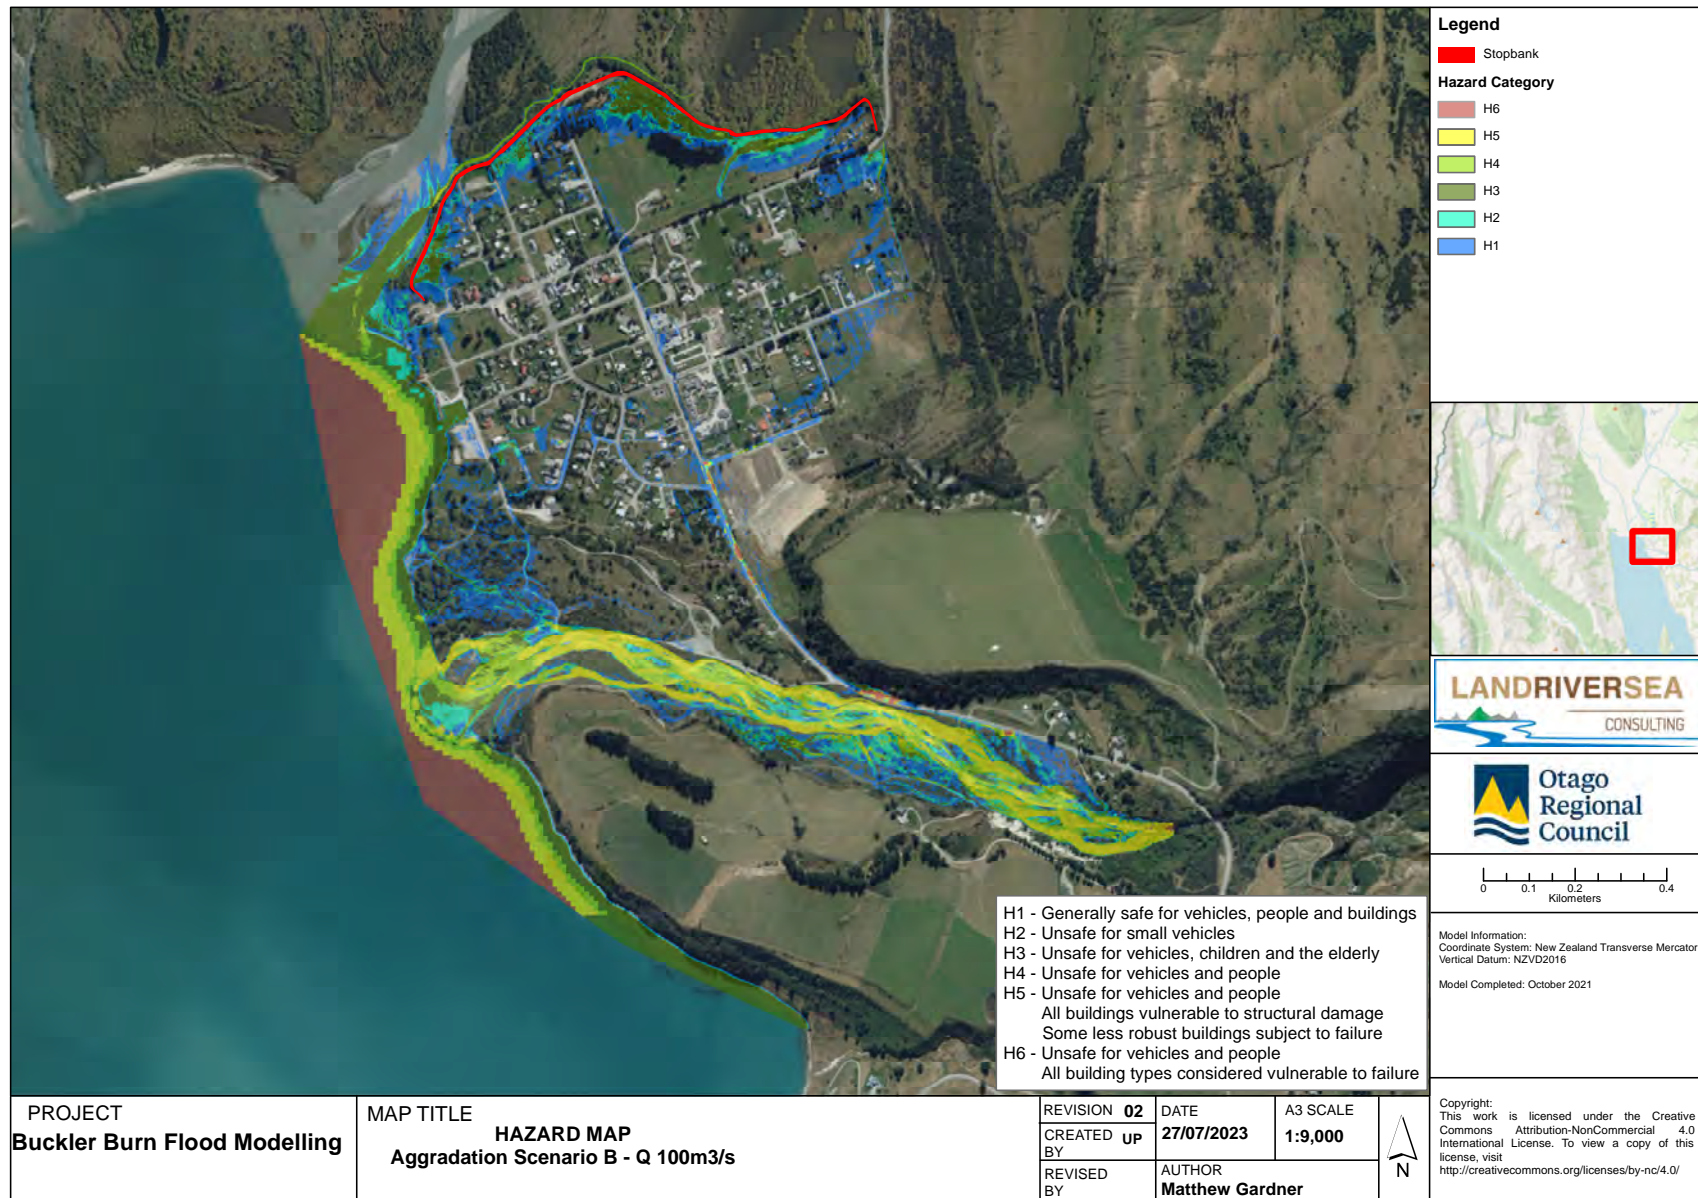 Legend
Stopbank
Hazard Category
H6
H5
H4
H3
H2
H1
LANDRIVERSEA
CONSULTING
Otago
Regional
Council
0 0.1 0.2 0.4
Kilometers
Model Information:
Coordinate System: New Zealand Transverse Mercator
Vertical Datum: NZVD2016
Model Completed: October 2021
H1 - Generally safe for vehicles, people and buildings
H2 - Unsafe for small vehicles
H3 - Unsafe for vehicles, children and the elderly
H4 - Unsafe for vehicles and people
H5 - Unsafe for vehicles and people
All buildings vulnerable to structural damage
Some less robust buildings subject to failure
H6 - Unsafe for vehicles and people
All building types considered vulnerable to failure
PROJECT
Buckler Burn Flood Modelling
MAP TITLE
HAZARD MAP
Aggradation Scenario B - Q 100m3/s
REVISION 02
CREATED BY UP
REVISED BY
DATE
27/07/2023
A3 SCALE
1:9,000
AUTHOR
Matthew Gardner
N
Copyright:
This work is licensed under the Creative
Commons Attribution-NonCommercial 4.0
International License. To view a copy of this
license, visit
http://creativecommons.org/licenses/by-nc/4.0/